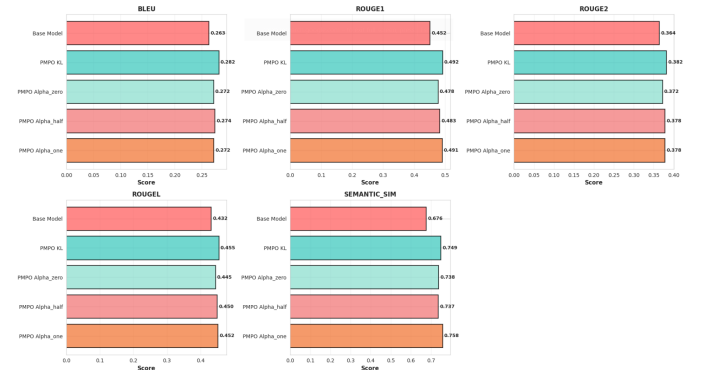 BLEU
Base Model 0.263
PMPO KL 0.282
PMPO Alpha_zero 0.272
PMPO Alpha_half 0.274
PMPO Alpha_one 0.272
0.00 0.05 0.10 0.15 0.20 0.25
Score
ROUGE1
Base Model 0.452
PMPO KL 0.492
PMPO Alpha_zero 0.478
PMPO Alpha_half 0.483
PMPO Alpha_one 0.491
0.0 0.1 0.2 0.3 0.4 0.5
Score
ROUGE2
Base Model 0.364
PMPO KL 0.382
PMPO Alpha_zero 0.372
PMPO Alpha_half 0.378
PMPO Alpha_one 0.378
0.00 0.05 0.10 0.15 0.20 0.25 0.30 0.35 0.40
Score
ROUGEL
Base Model 0.432
PMPO KL 0.455
PMPO Alpha_zero 0.445
PMPO Alpha_half 0.450
PMPO Alpha_one 0.452
0.0 0.1 0.2 0.3 0.4
Score
SEMANTIC_SIM
Base Model 0.676
PMPO KL 0.749
PMPO Alpha_zero 0.738
PMPO Alpha_half 0.737
PMPO Alpha_one 0.758
0.0 0.1 0.2 0.3 0.4 0.5 0.6 0.7
Score